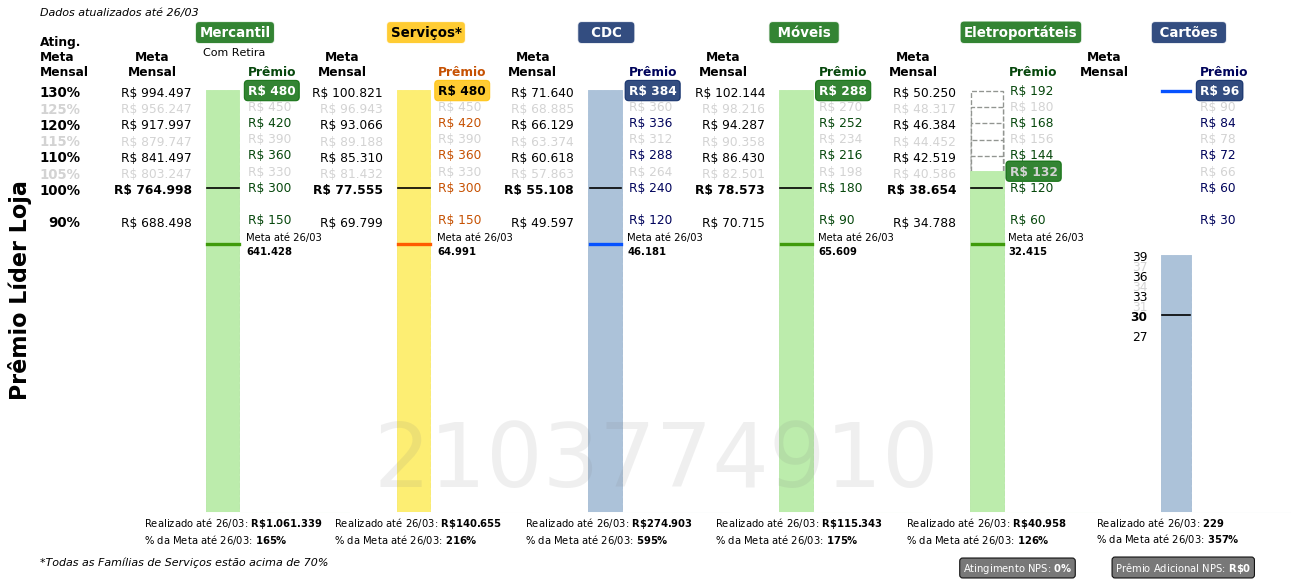 Dados atualizados até 26/03
Prêmio Líder Loja
Ating.
Meta
Mensal
130%
125%
120%
115%
110%
105%
100%
90%
Mercantil
Com Retira
Meta
Mensal
Prêmio
R$ 994.497 R$ 480
R$ 956.247 R$ 450
R$ 917.997 R$ 420
R$ 879.747 R$ 390
R$ 841.497 R$ 360
R$ 803.247 R$ 330
R$ 764.998 R$ 300
R$ 688.498 R$ 150
Meta até 26/03
641.428
Realizado até 26/03: R$1.061.339
% da Meta até 26/03: 165%
Serviços*
Meta
Mensal
Prêmio
R$ 100.821 R$ 480
R$ 96.943 R$ 450
R$ 93.066 R$ 420
R$ 89.188 R$ 390
R$ 85.310 R$ 360
R$ 81.432 R$ 330
R$ 77.555 R$ 300
R$ 69.799 R$ 150
Meta até 26/03
64.991
Realizado até 26/03: R$140.655
% da Meta até 26/03: 216%
CDC
Meta
Mensal
Prêmio
R$ 71.640 R$ 384
R$ 68.885 R$ 360
R$ 66.129 R$ 336
R$ 63.374 R$ 312
R$ 60.618 R$ 288
R$ 57.863 R$ 264
R$ 55.108 R$ 240
R$ 49.597 R$ 120
Meta até 26/03
46.181
Realizado até 26/03: R$274.903
% da Meta até 26/03: 595%
Móveis
Meta
Mensal
Prêmio
R$ 102.144 R$ 288
R$ 98.216 R$ 270
R$ 94.287 R$ 252
R$ 90.358 R$ 234
R$ 86.430 R$ 216
R$ 82.501 R$ 198
R$ 78.573 R$ 180
R$ 70.715 R$ 90
Meta até 26/03
65.609
Realizado até 26/03: R$115.343
% da Meta até 26/03: 175%
Eletroportáteis
Meta
Mensal
Prêmio
R$ 50.250 R$ 192
R$ 48.317 R$ 180
R$ 46.384 R$ 168
R$ 44.452 R$ 156
R$ 42.519 R$ 144
R$ 40.586 R$ 132
R$ 38.654 R$ 120
R$ 34.788 R$ 60
Meta até 26/03
32.415
Realizado até 26/03: R$40.958
% da Meta até 26/03: 126%
Cartões
Meta
Mensal
Prêmio
R$ 96
R$ 90
R$ 84
R$ 78
R$ 72
R$ 66
R$ 60
R$ 30
39
37
36
34
33
31
30
27
Realizado até 26/03: 229
% da Meta até 26/03: 357%
2103774910
*Todas as Famílias de Serviços estão acima de 70%
Atingimento NPS: 0%
Prêmio Adicional NPS: R$0